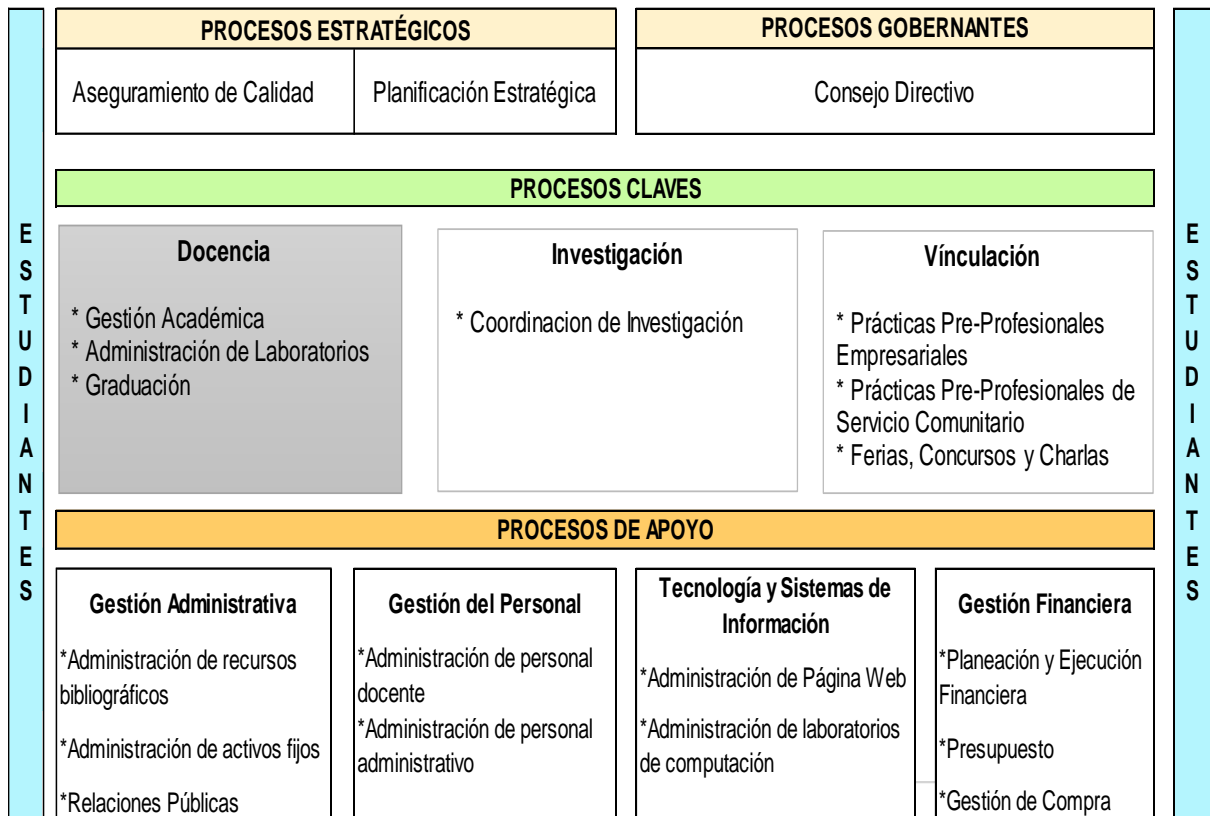 PROCESOS ESTRATÉGICOS
PROCESOS GOBERNANTES
Aseguramiento de Calidad
Planificación Estratégica
Consejo Directivo
PROCESOS CLAVES
E
S
T
U
D
I
A
N
T
E
S
Docencia
* Gestión Académica
* Administración de Laboratorios
* Graduación
Investigación
* Coordinacion de Investigación
Vínculación
* Prácticas Pre-Profesionales
Empresariales
* Prácticas Pre-Profesionales de
Servicio Comunitario
* Ferias, Concursos y Charlas
E
S
T
U
D
I
A
N
T
E
S
PROCESOS DE APOYO
Gestión Administrativa
*Administración de recursos
bibliográficos
*Administración de activos fijos
*Relaciones Públicas
Gestión del Personal
*Administración de personal
docente
*Administración de personal
administrativo
Tecnología y Sistemas de
Información
*Administración de Página Web
*Administración de laboratorios
de computación
Gestión Financiera
*Planeación y Ejecución
Financiera
*Presupuesto
*Gestión de Compra